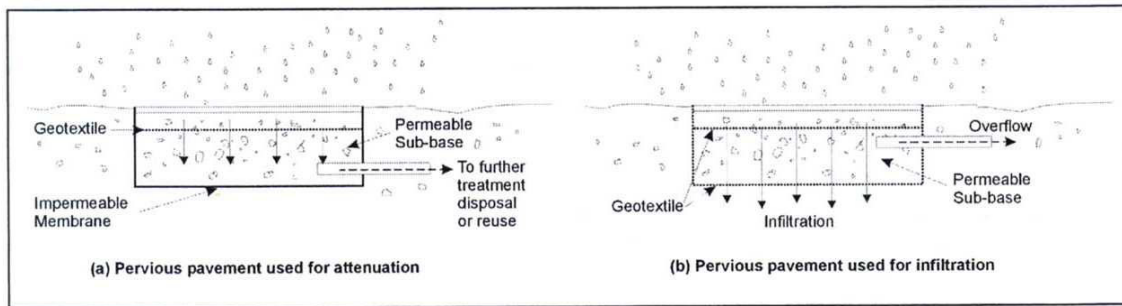 Geotextile
Permeable
Sub-base
To further
treatment
disposal
or reuse
Impermeable
Membrane
(a) Pervious pavement used for attenuation
Overflow
Permeable
Sub-base
Geotextile
Infiltration
(b) Pervious pavement used for infiltration